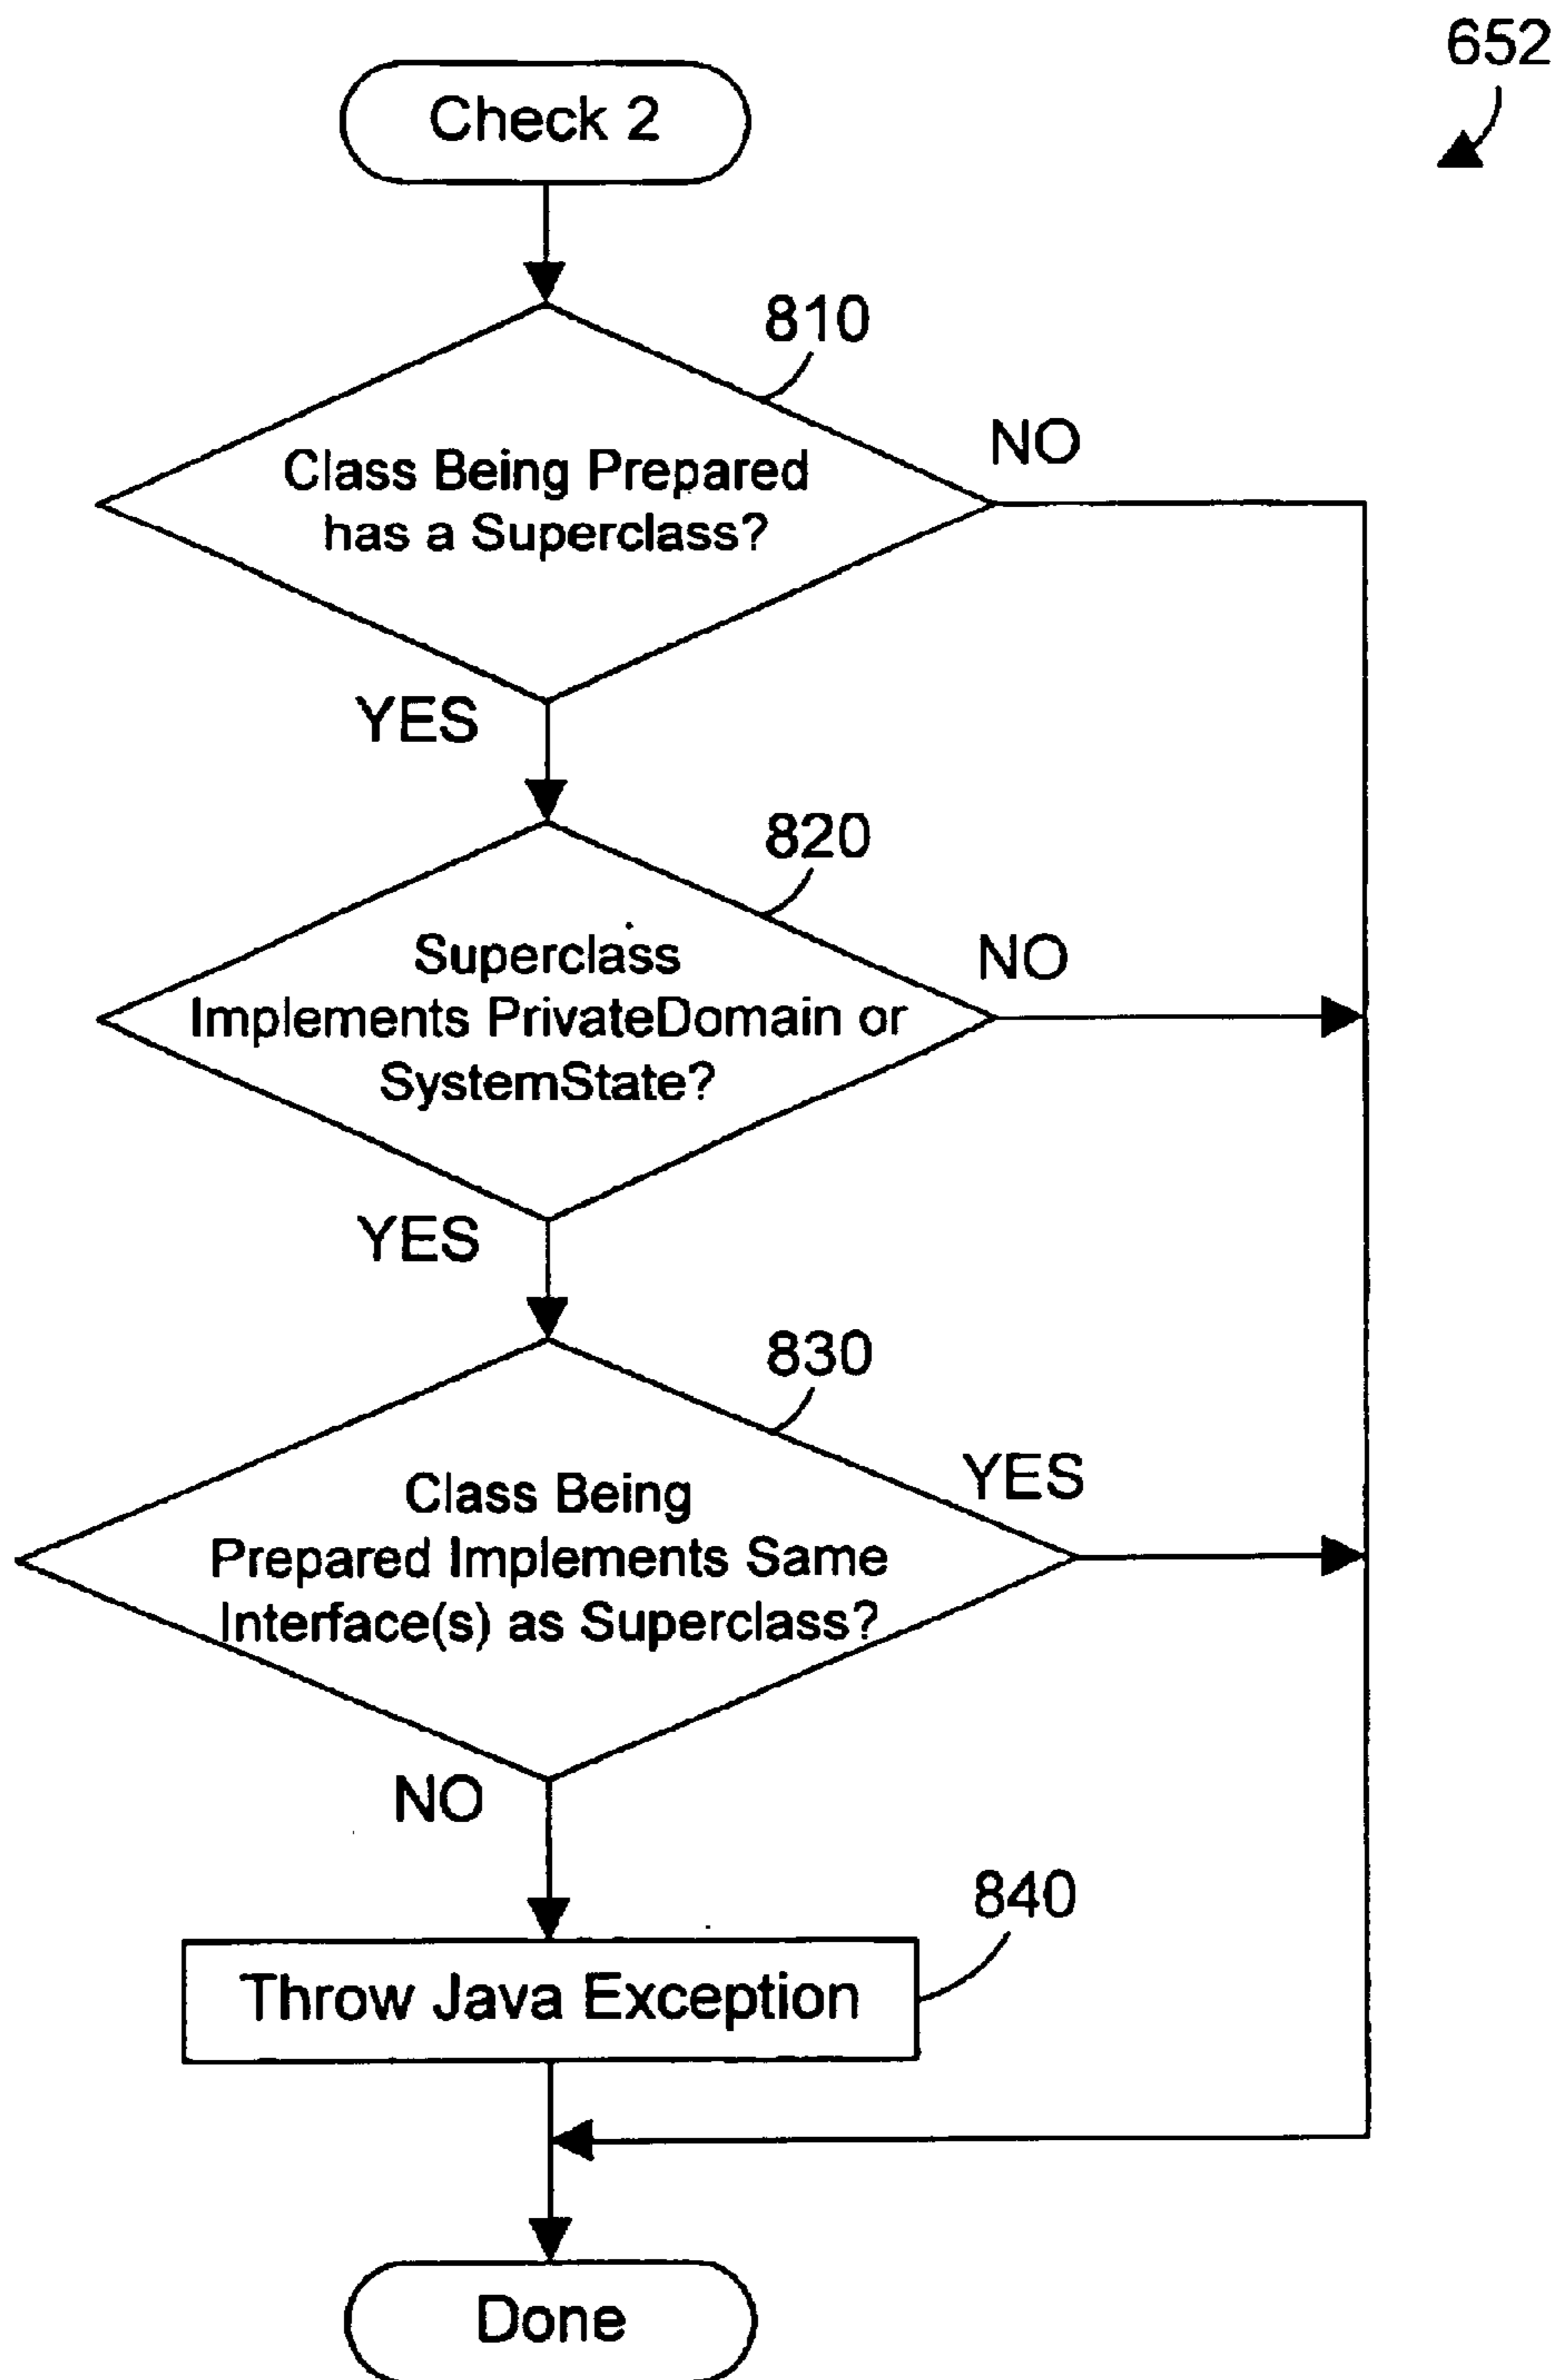 652
Check 2
810
Class Being Prepared
has a Superclass?
NO
YES
820
Superclass
Implements PrivateDomain or
SystemState?
NO
YES
830
Class Being
Prepared Implements Same
Interface(s) as Superclass?
YES
NO
840
Throw Java Exception
Done